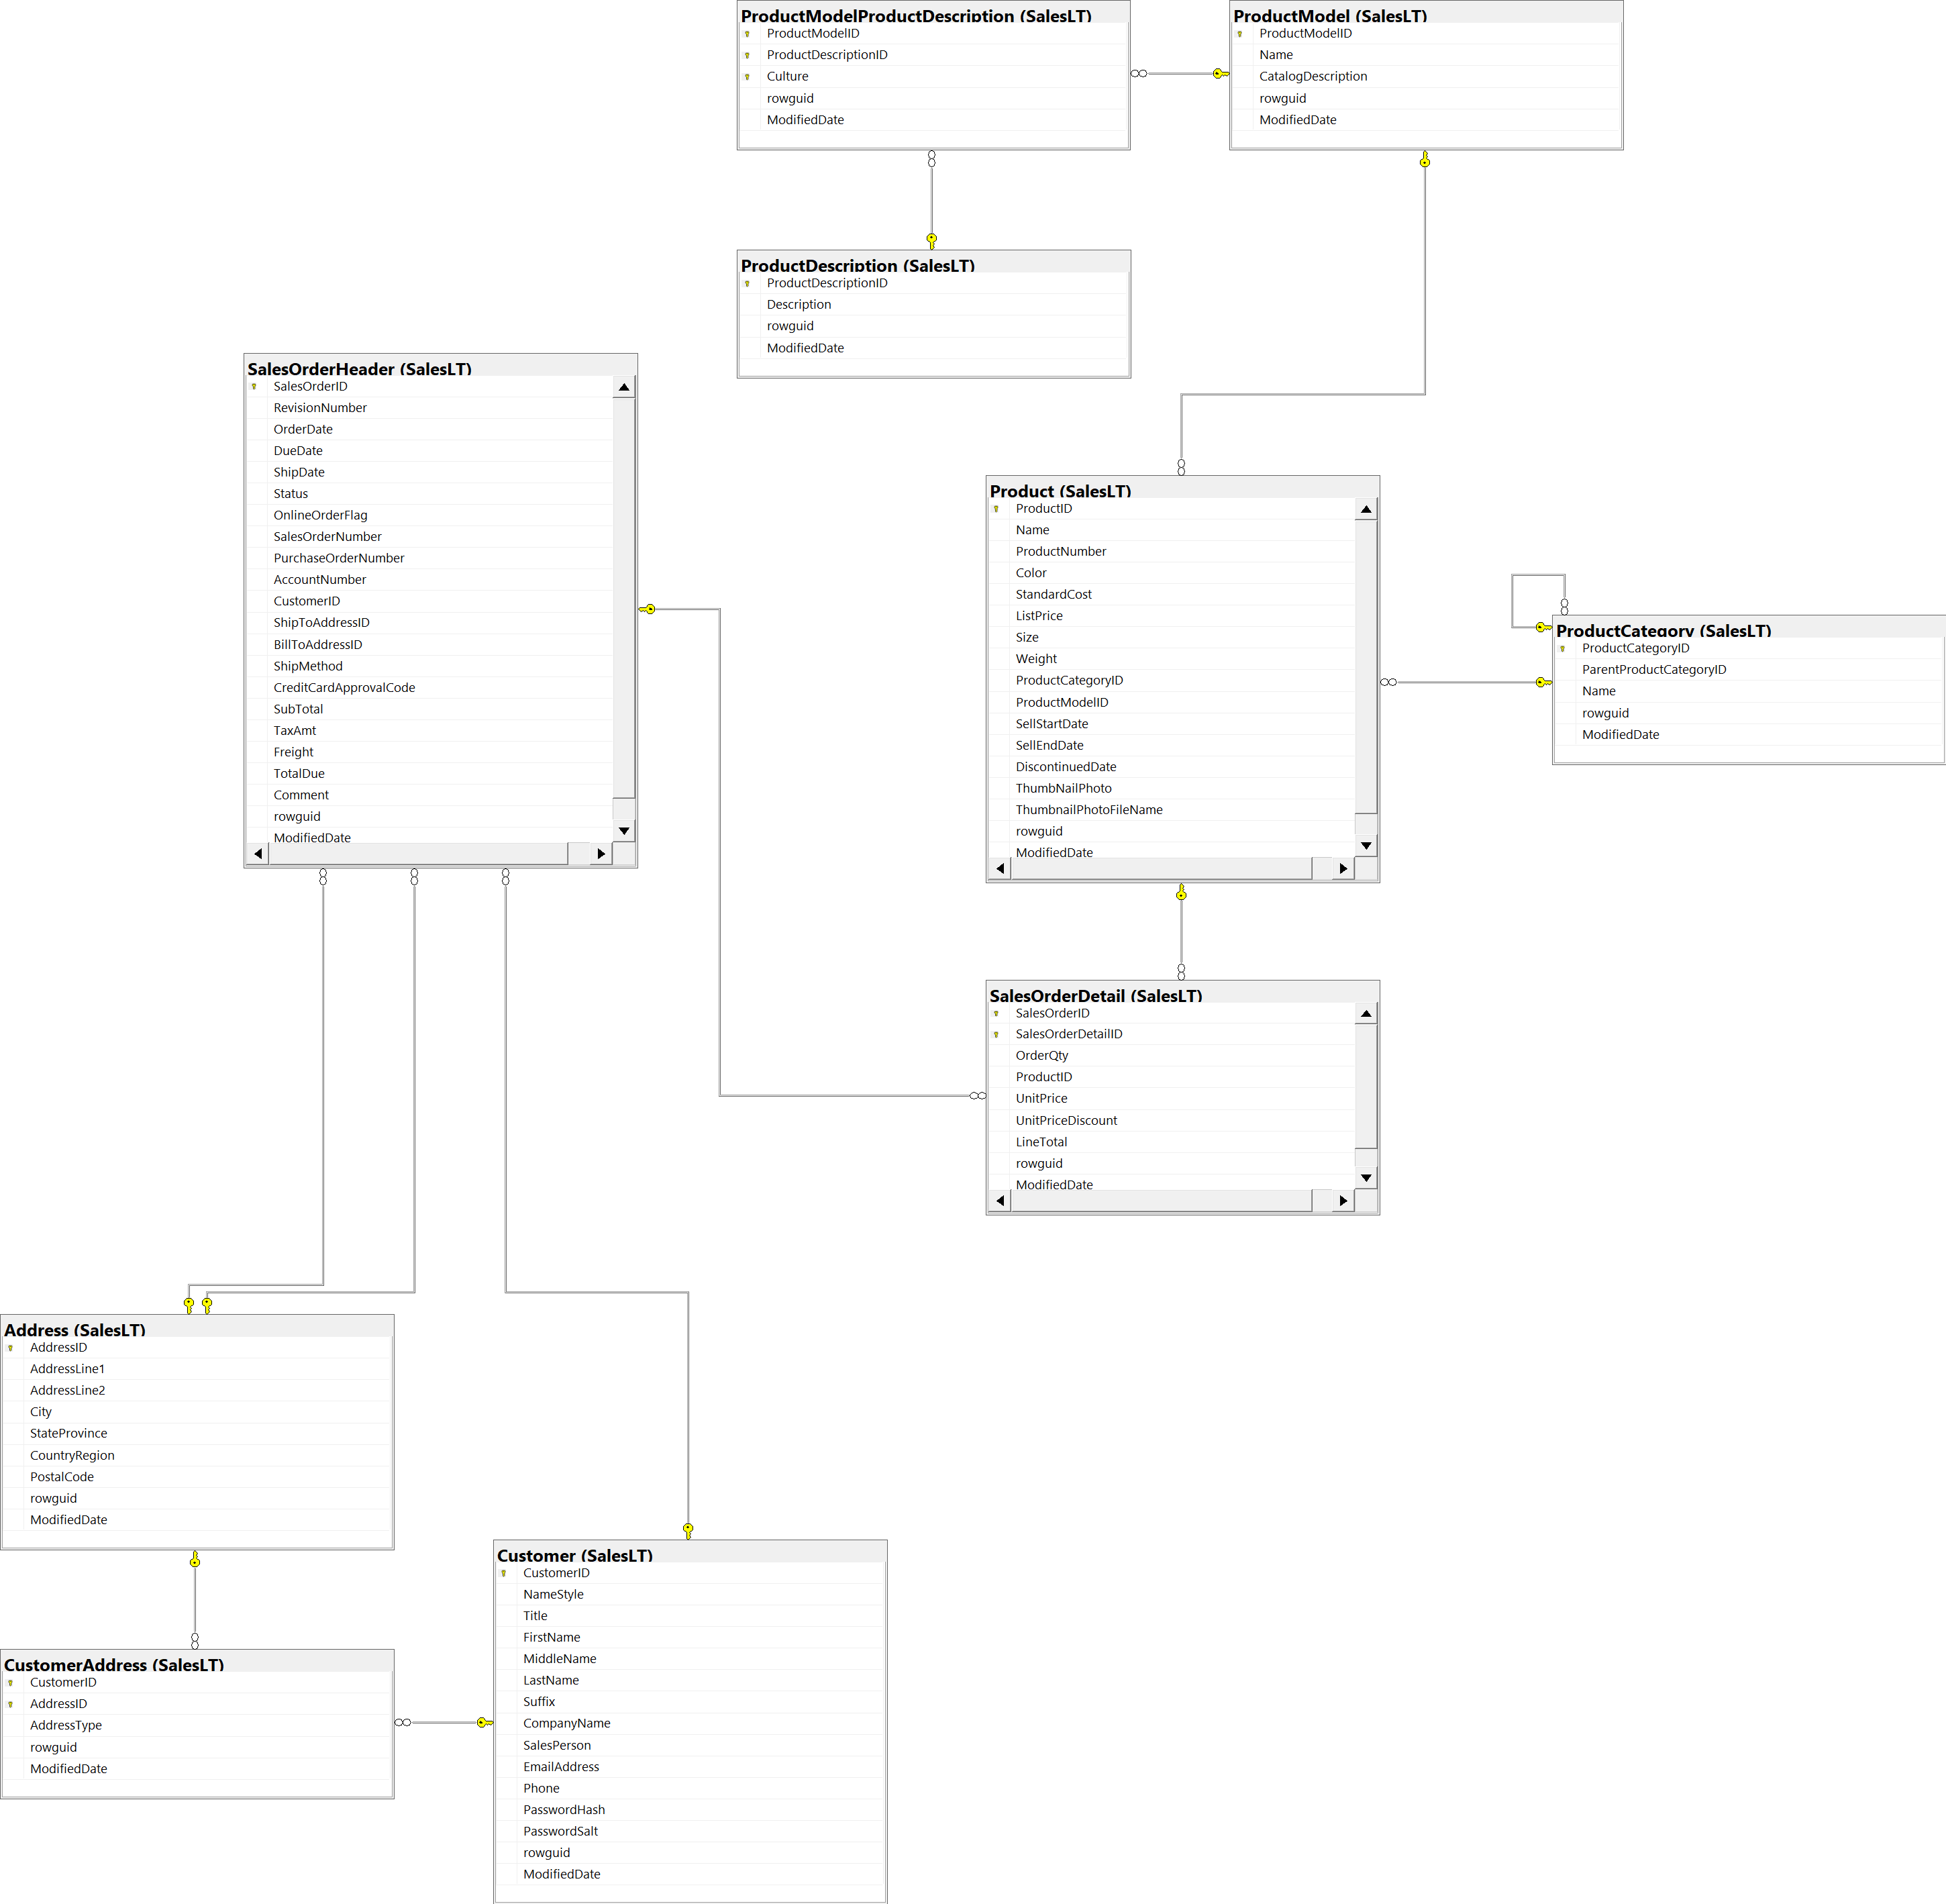 ProductModelProductDescription (SalesLT)
ProductModelID
ProductDescriptionID
Culture
rowguid
ModifiedDate
ProductModel (SalesLT)
ProductModelID
Name
CatalogDescription
rowguid
ModifiedDate
ProductDescription (SalesLT)
ProductDescriptionID
Description
rowguid
ModifiedDate
SalesOrderHeader (SalesLT)
SalesOrderID
RevisionNumber
OrderDate
DueDate
ShipDate
Status
OnlineOrderFlag
SalesOrderNumber
PurchaseOrderNumber
AccountNumber
CustomerID
ShipToAddressID
BillToAddressID
ShipMethod
CreditCardApprovalCode
SubTotal
TaxAmt
Freight
TotalDue
Comment
rowguid
ModifiedDate
Product (SalesLT)
ProductID
Name
ProductNumber
Color
StandardCost
ListPrice
Size
Weight
ProductCategoryID
ProductModelID
SellStartDate
SellEndDate
DiscontinuedDate
ThumbNailPhoto
ThumbnailPhotoFileName
rowguid
ModifiedDate
ProductCategory (SalesLT)
ProductCategoryID
ParentProductCategoryID
Name
rowguid
ModifiedDate
SalesOrderDetail (SalesLT)
SalesOrderID
SalesOrderDetailID
OrderQty
ProductID
UnitPrice
UnitPriceDiscount
LineTotal
rowguid
ModifiedDate
Address (SalesLT)
AddressID
AddressLine1
AddressLine2
City
StateProvince
CountryRegion
PostalCode
rowguid
ModifiedDate
Customer (SalesLT)
CustomerID
NameStyle
Title
FirstName
MiddleName
LastName
Suffix
CompanyName
SalesPerson
EmailAddress
Phone
PasswordHash
PasswordSalt
rowguid
ModifiedDate
CustomerAddress (SalesLT)
CustomerID
AddressID
AddressType
rowguid
ModifiedDate